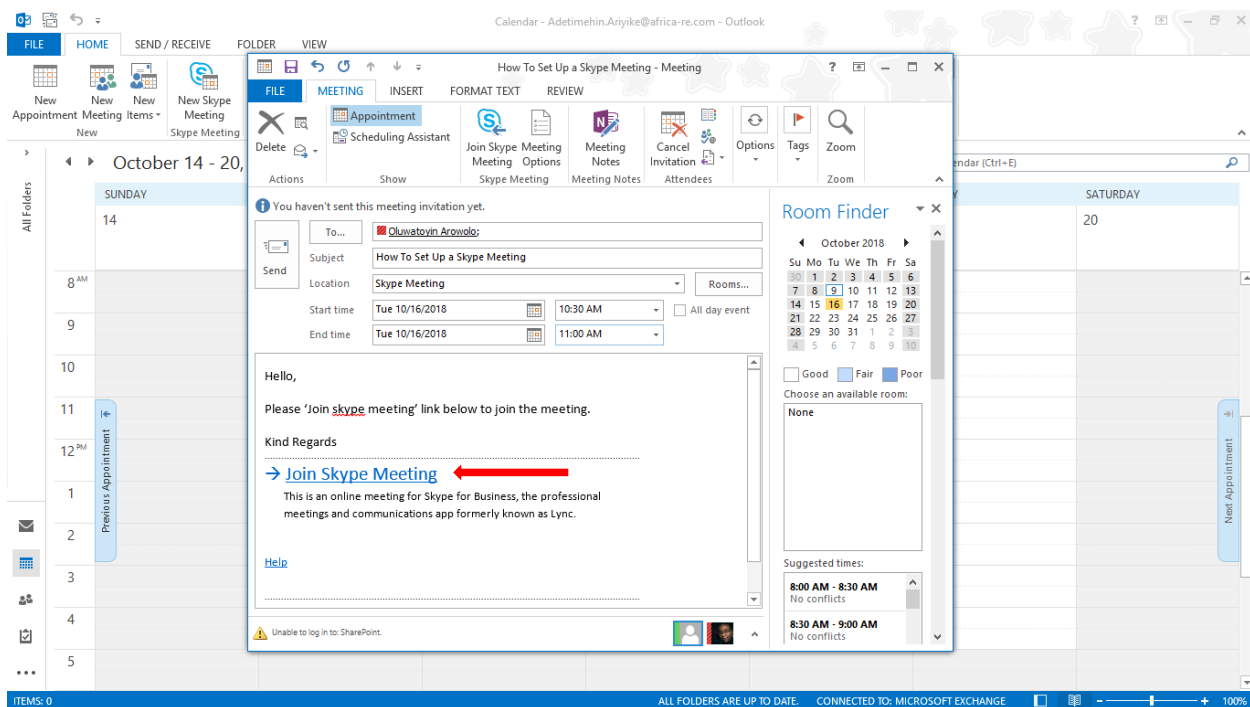 Calendar - Adetimehin.Ariyike@africa-re.com - Outlook
?
FILE HOME SEND / RECEIVE FOLDER VIEW
New Appointment
New Meeting
New Items
New Skype Meeting
New
Skype Meeting
October 14 - 20,
endar (Ctrl+E)
All Folders
SUNDAY
Y
SATURDAY
14
20
8 AM
9
10
11
12 PM
1
2
3
4
5
Previous Appointment
Next Appointment
How To Set Up a Skype Meeting - Meeting
?
FILE MEETING INSERT FORMAT TEXT REVIEW
Delete
Actions
Appointment
Scheduling Assistant
Show
Join Skype Meeting
Meeting Options
Skype Meeting
Meeting Notes
Meeting Notes
Cancel Invitation
Attendees
Options
Tags
Zoom
Zoom
You haven't sent this meeting invitation yet.
Send
To... Oluwatoyin Arowolo;
Subject How To Set Up a Skype Meeting
Location Skype Meeting Rooms...
Start time Tue 10/16/2018 10:30 AM All day event
End time Tue 10/16/2018 11:00 AM
Hello,
Please ‘Join skype meeting’ link below to join the meeting.
Kind Regards
→ Join Skype Meeting
This is an online meeting for Skype for Business, the professional
meetings and communications app formerly known as Lync.
Help
Unable to log in to: SharePoint.
Room Finder
October 2018
Su Mo Tu We Th Fr Sa
30 1 2 3 4 5 6
7 8 9 10 11 12 13
14 15 16 17 18 19 20
21 22 23 24 25 26 27
28 29 30 31 1 2 3
4 5 6 7 8 9 10
Good Fair Poor
Choose an available room:
None
Suggested times:
8:00 AM - 8:30 AM
No conflicts
8:30 AM - 9:00 AM
No conflicts
ITEMS: 0
ALL FOLDERS ARE UP TO DATE. CONNECTED TO: MICROSOFT EXCHANGE
100%